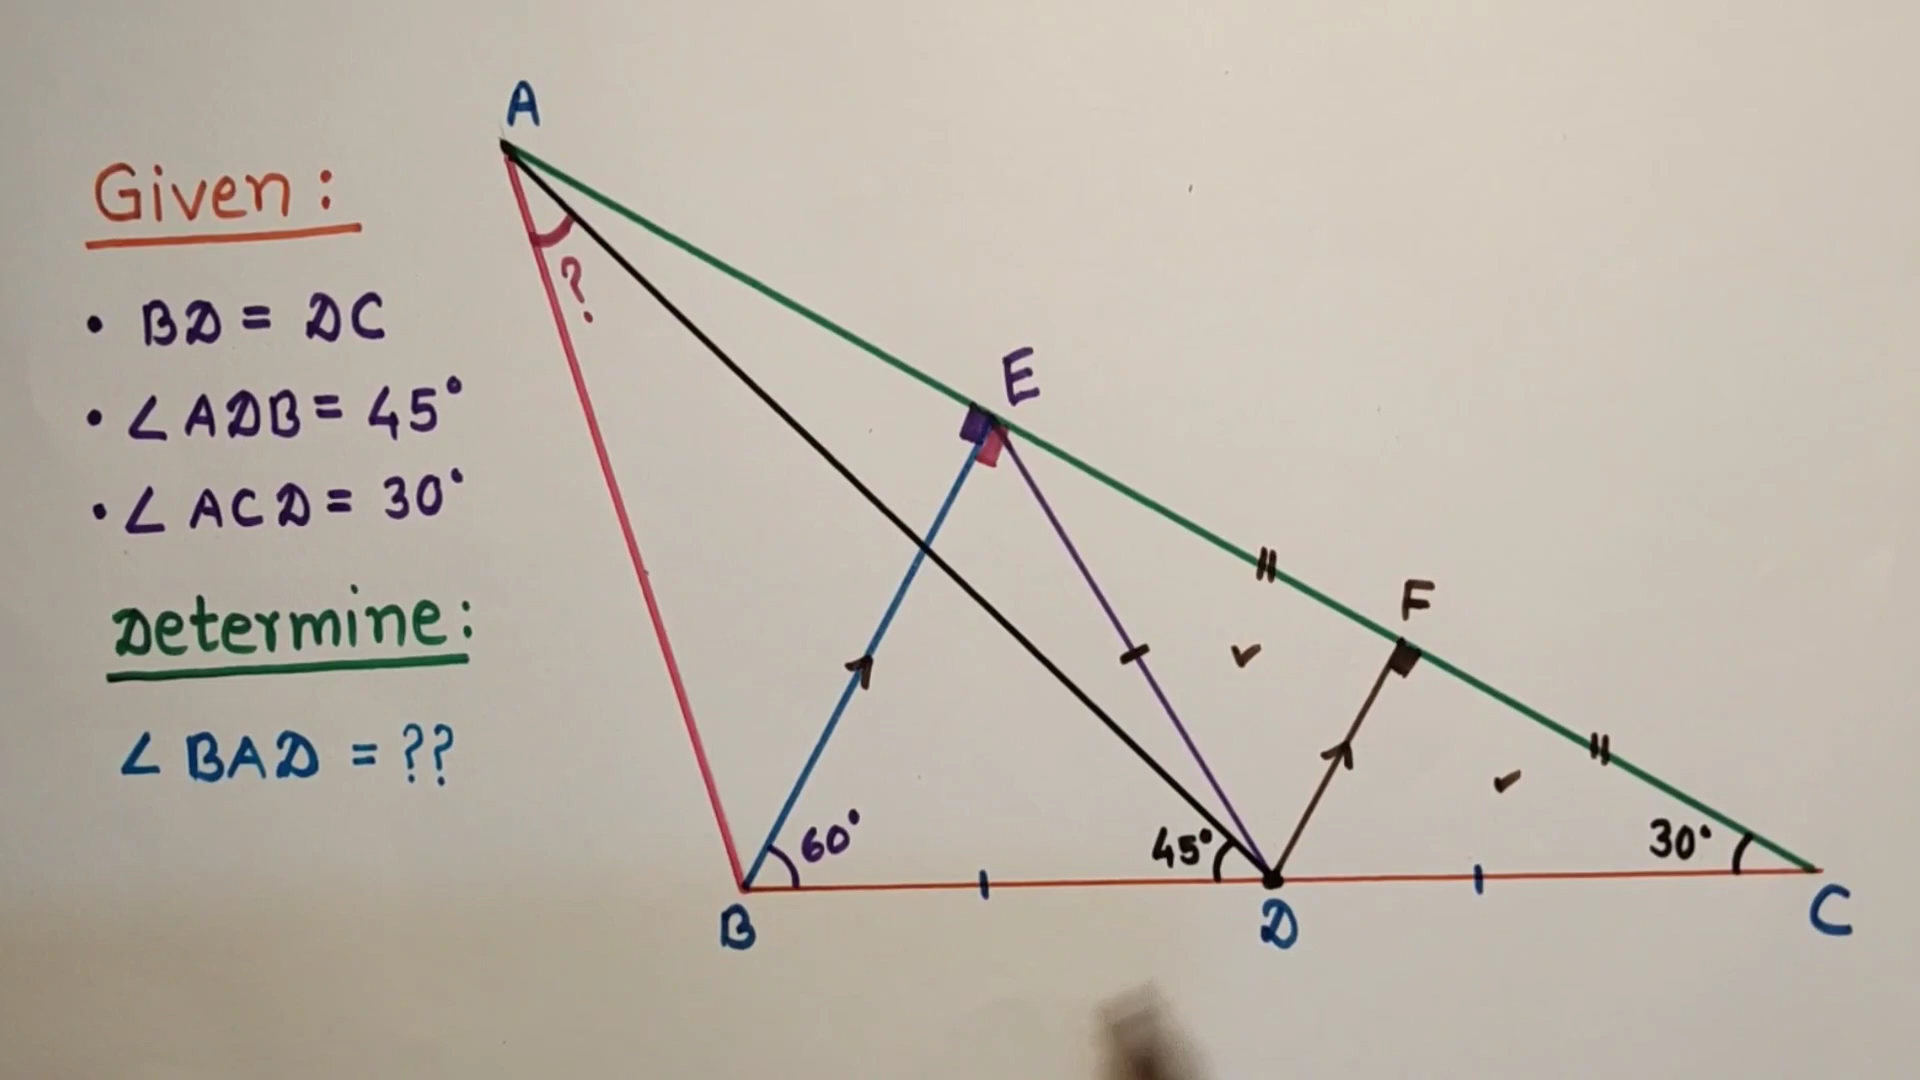 Given:
• BD = DC
• ∠ADB = 45°
• ∠ACD = 30°
Determine:
∠BAD = ??
A
?
E
F
60°
45°
30°
B
D
C